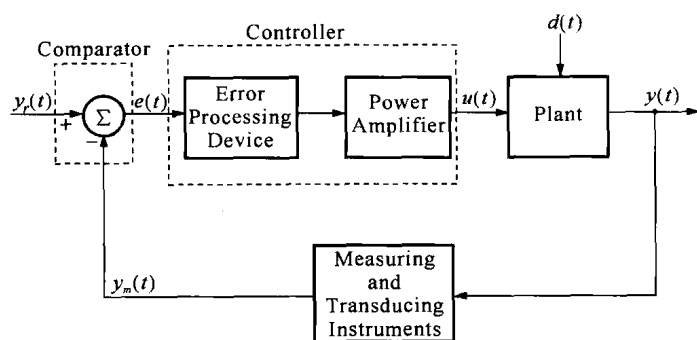 d(t)
Controller
Comparator
y_r(t)
e(t)
u(t)
y(t)
+
Σ
−
Error
Processing
Device
Power
Amplifier
Plant
y_m(t)
Measuring
and
Transducing
Instruments